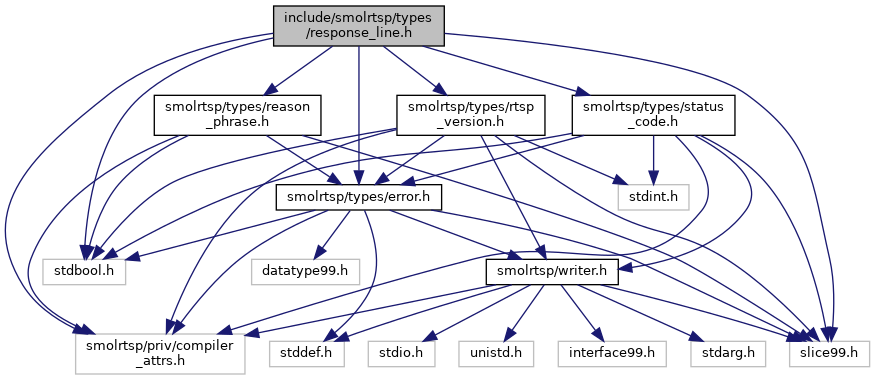 include/smolrtsp/types
/response_line.h
smolrtsp/types/reason
_phrase.h
smolrtsp/types/rtsp
_version.h
smolrtsp/types/status
_code.h
smolrtsp/types/error.h
stdint.h
stdbool.h
datatype99.h
smolrtsp/writer.h
smolrtsp/priv/compiler
_attrs.h
stddef.h
stdio.h
unistd.h
interface99.h
stdarg.h
slice99.h